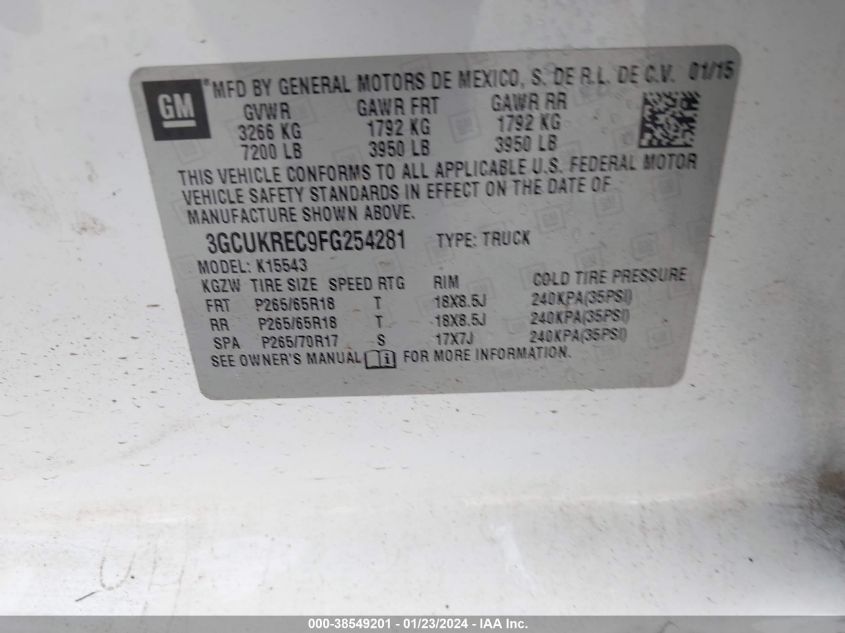 GM
*MFD BY GENERAL MOTORS DE MEXICO, S. DE R.L. DE C.V. 01/15
GVWR GAWR FRT GAWR RR
3266 KG 1792 KG 1792 KG
7200 LB 3950 LB 3950 LB
THIS VEHICLE CONFORMS TO ALL APPLICABLE U.S. FEDERAL MOTOR
VEHICLE SAFETY STANDARDS IN EFFECT ON THE DATE OF
MANUFACTURE SHOWN ABOVE.
3GCUKREC9FG254281 TYPE: TRUCK
MODEL: K15543
KGZW TIRE SIZE SPEED RTG RIM COLD TIRE PRESSURE
FRT P265/65R18 T 18X8.5J 240KPA(35PSI)
RR P265/65R18 T 18X8.5J 240KPA(35PSI)
SPA P265/70R17 S 17X7J 240KPA(35PSI)
SEE OWNER'S MANUAL i FOR MORE INFORMATION.
000-38549201 - 01/23/2024 - IAA Inc.